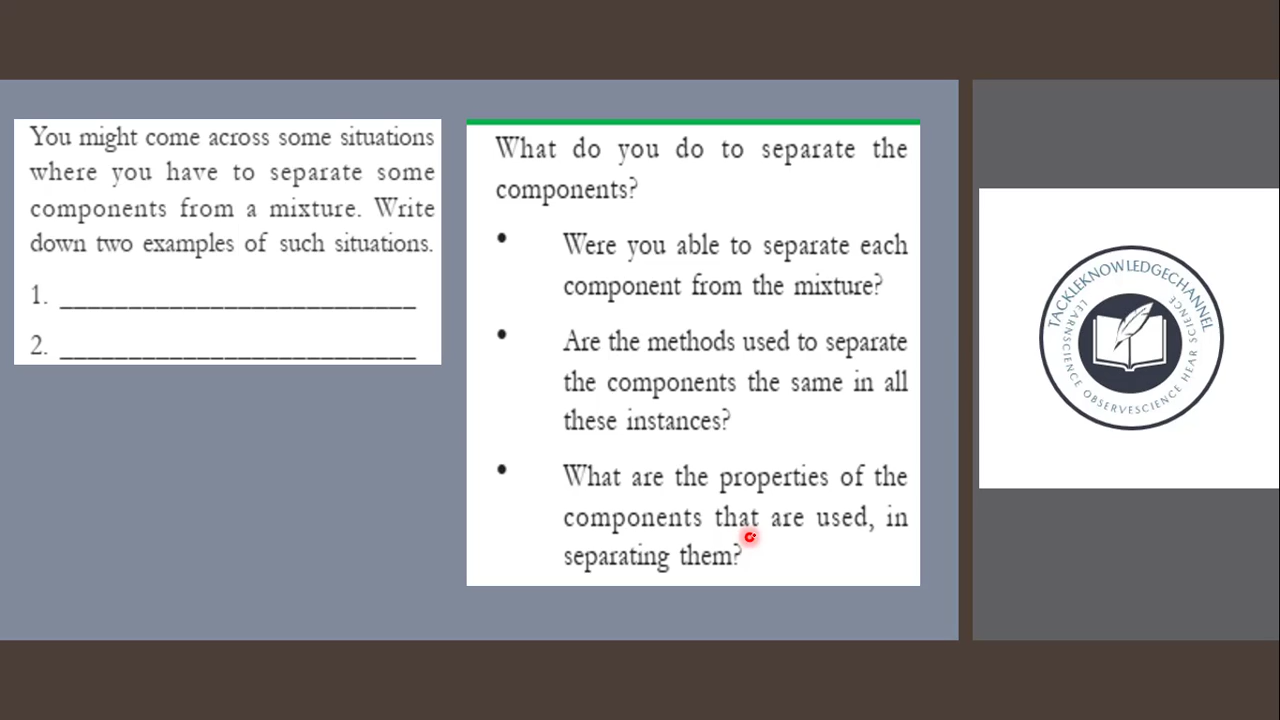 You might come across some situations
where you have to separate some
components from a mixture. Write
down two examples of such situations.
1. __________________________
2. __________________________
What do you do to separate the
components?
• Were you able to separate each
component from the mixture?
• Are the methods used to separate
the components the same in all
these instances?
• What are the properties of the
components that are used, in
separating them?
TACKLEKNOWLEDGECHANNEL
LEARNSCIENCE OBSERVESCIENCE HEAR SCIENCE